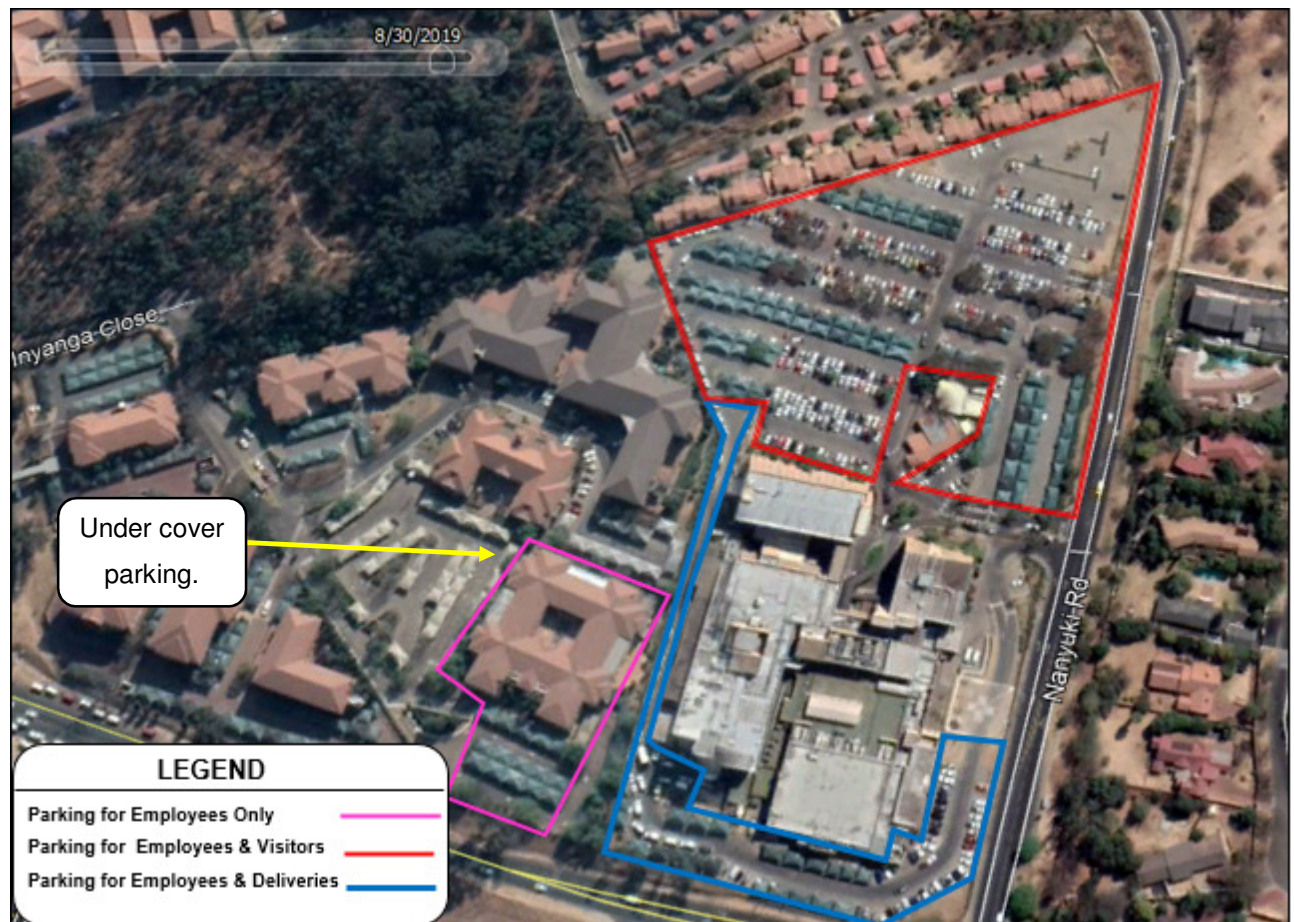 8/30/2019
Inyanga Close
Under cover
parking.
Nanyuki Rd
LEGEND
Parking for Employees Only
Parking for Employees & Visitors
Parking for Employees & Deliveries